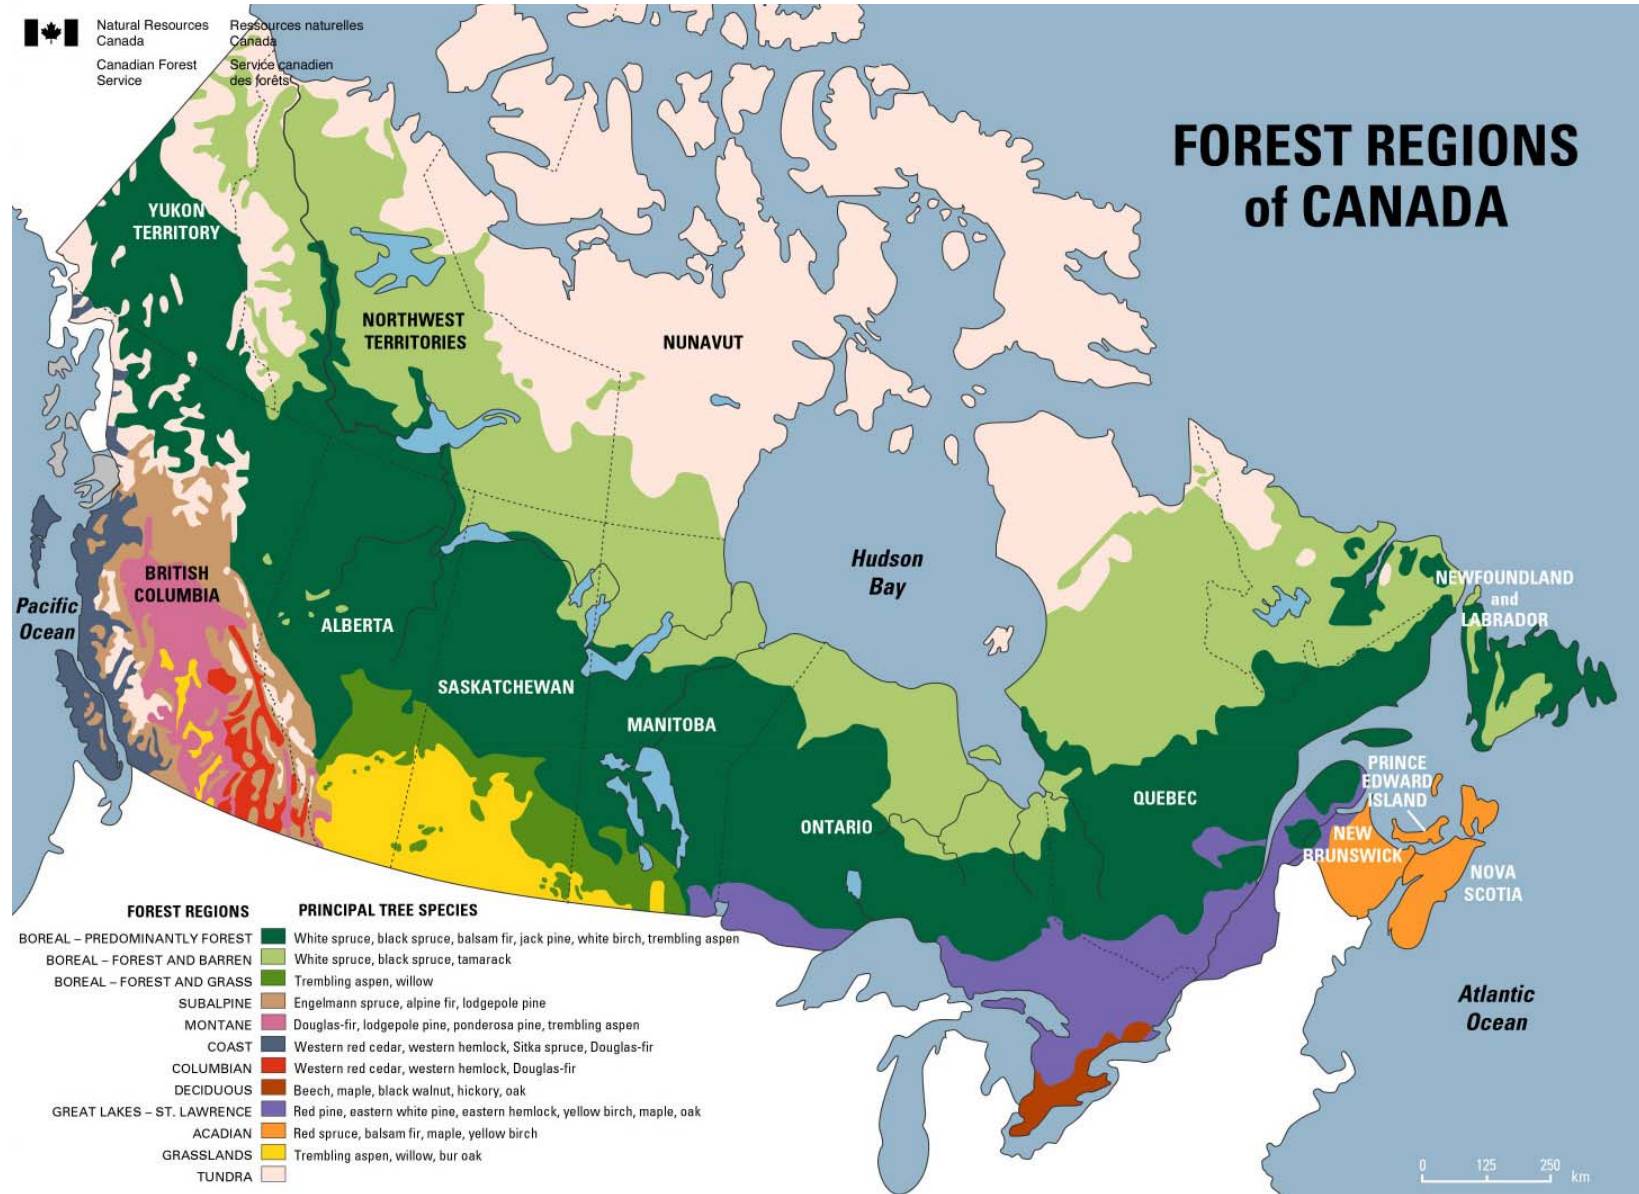 Natural Resources
Canada
Ressources naturelles
Canada
Canadian Forest
Service
Service canadien
des forêts
FOREST REGIONS
of CANADA
YUKON
TERRITORY
NORTHWEST
TERRITORIES
NUNAVUT
Hudson
Bay
BRITISH
COLUMBIA
Pacific
Ocean
ALBERTA
SASKATCHEWAN
MANITOBA
ONTARIO
QUEBEC
NEWFOUNDLAND
and
LABRADOR
PRINCE
EDWARD
ISLAND
NEW
BRUNSWICK
NOVA
SCOTIA
Atlantic
Ocean
FOREST REGIONS PRINCIPAL TREE SPECIES
BOREAL – PREDOMINANTLY FOREST White spruce, black spruce, balsam fir, jack pine, white birch, trembling aspen
BOREAL – FOREST AND BARREN White spruce, black spruce, tamarack
BOREAL – FOREST AND GRASS Trembling aspen, willow
SUBALPINE Engelmann spruce, alpine fir, lodgepole pine
MONTANE Douglas-fir, lodgepole pine, ponderosa pine, trembling aspen
COAST Western red cedar, western hemlock, Sitka spruce, Douglas-fir
COLUMBIAN Western red cedar, western hemlock, Douglas-fir
DECIDUOUS Beech, maple, black walnut, hickory, oak
GREAT LAKES – ST. LAWRENCE Red pine, eastern white pine, eastern hemlock, yellow birch, maple, oak
ACADIAN Red spruce, balsam fir, maple, yellow birch
GRASSLANDS Trembling aspen, willow, bur oak
TUNDRA
0 125 250 km